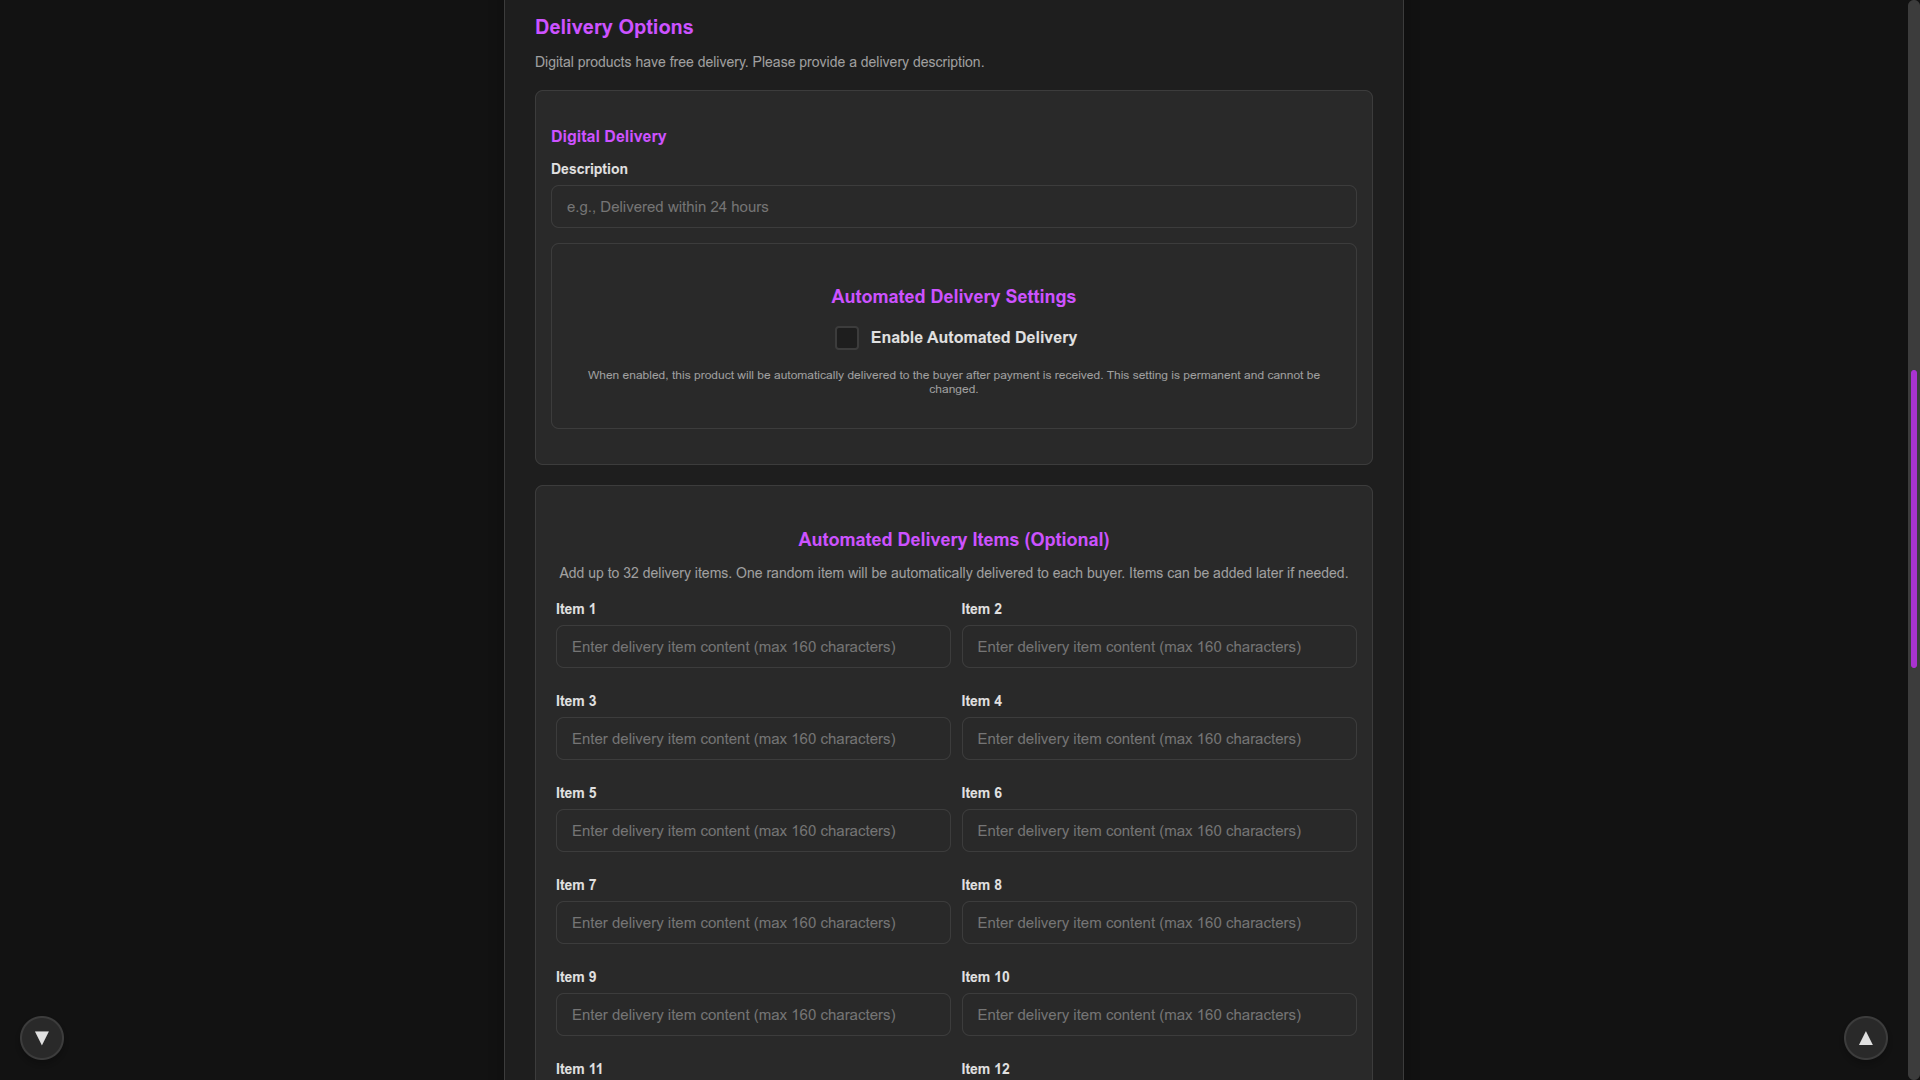 Delivery Options
Digital products have free delivery. Please provide a delivery description.
Digital Delivery
Description
e.g., Delivered within 24 hours
Automated Delivery Settings
Enable Automated Delivery
When enabled, this product will be automatically delivered to the buyer after payment is received. This setting is permanent and cannot be
changed.
Automated Delivery Items (Optional)
Add up to 32 delivery items. One random item will be automatically delivered to each buyer. Items can be added later if needed.
Item 1
Item 2
Enter delivery item content (max 160 characters)
Enter delivery item content (max 160 characters)
Item 3
Item 4
Enter delivery item content (max 160 characters)
Enter delivery item content (max 160 characters)
Item 5
Item 6
Enter delivery item content (max 160 characters)
Enter delivery item content (max 160 characters)
Item 7
Item 8
Enter delivery item content (max 160 characters)
Enter delivery item content (max 160 characters)
Item 9
Item 10
Enter delivery item content (max 160 characters)
Enter delivery item content (max 160 characters)
Item 11
Item 12